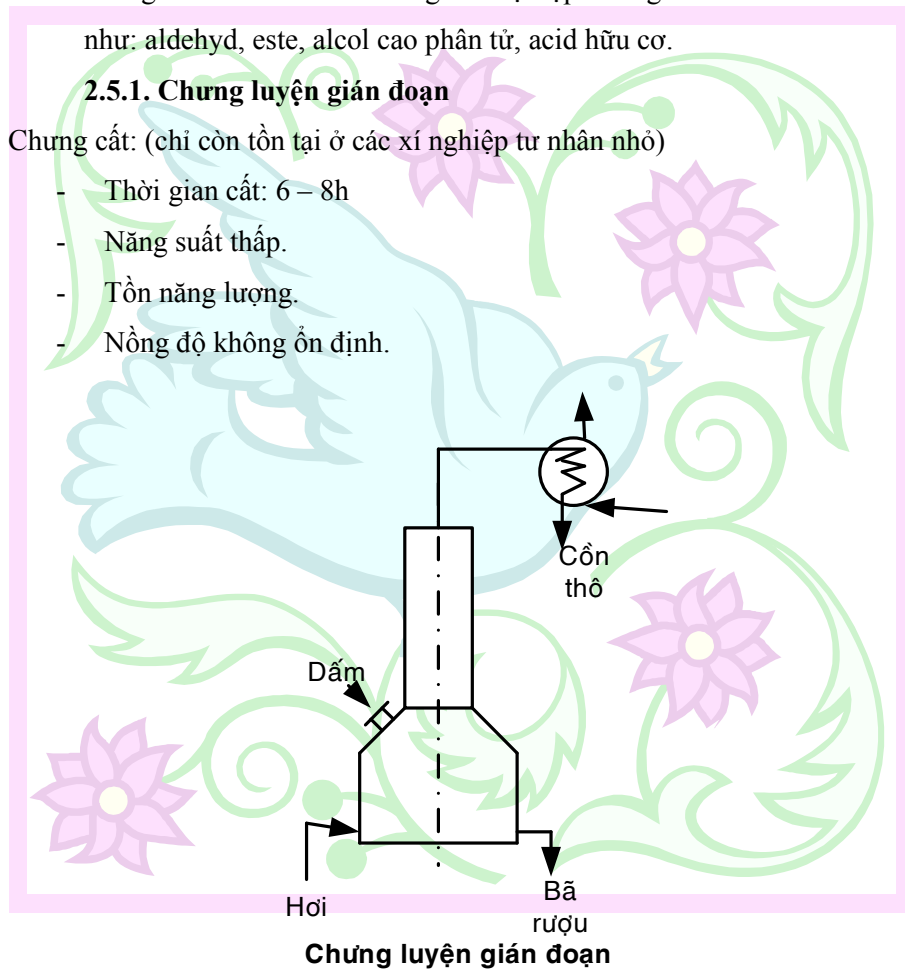 như: aldehyd, este, alcol cao phân tử, acid hữu cơ.
2.5.1. Chưng luyện gián đoạn
Chưng cất: (chỉ còn tồn tại ở các xí nghiệp tư nhân nhỏ)
- Thời gian cất: 6 – 8h
- Năng suất thấp.
- Tồn năng lượng.
- Nồng độ không ổn định.
Cồn
thô
Dấm
Hơi
Bã
rượu
Chưng luyện gián đoạn